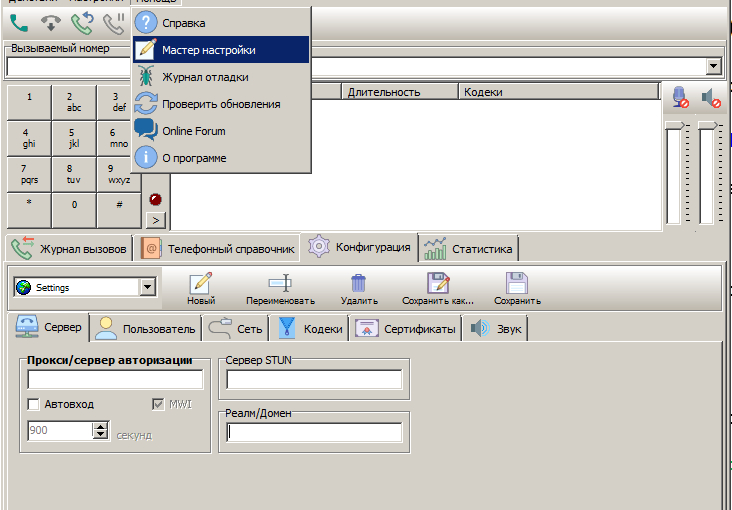 Действия Настройки Помощь
Справка
Мастер настройки
Журнал отладки
Проверить обновления
Online Forum
О программе
Вызываемый номер
Длительность Кодеки
1 2 abc 3 def
4 ghi 5 jkl 6 mno
7 pqrs 8 tuv 9 wxyz
* 0 #
>
Журнал вызовов Телефонный справочник Конфигурация Статистика
Settings Новый Переименовать Удалить Сохранить как... Сохранить
Сервер Пользователь Сеть Кодеки Сертификаты Звук
Прокси/сервер авторизации Сервер STUN
Автовход MWI
Реалм/Домен
900 секунд